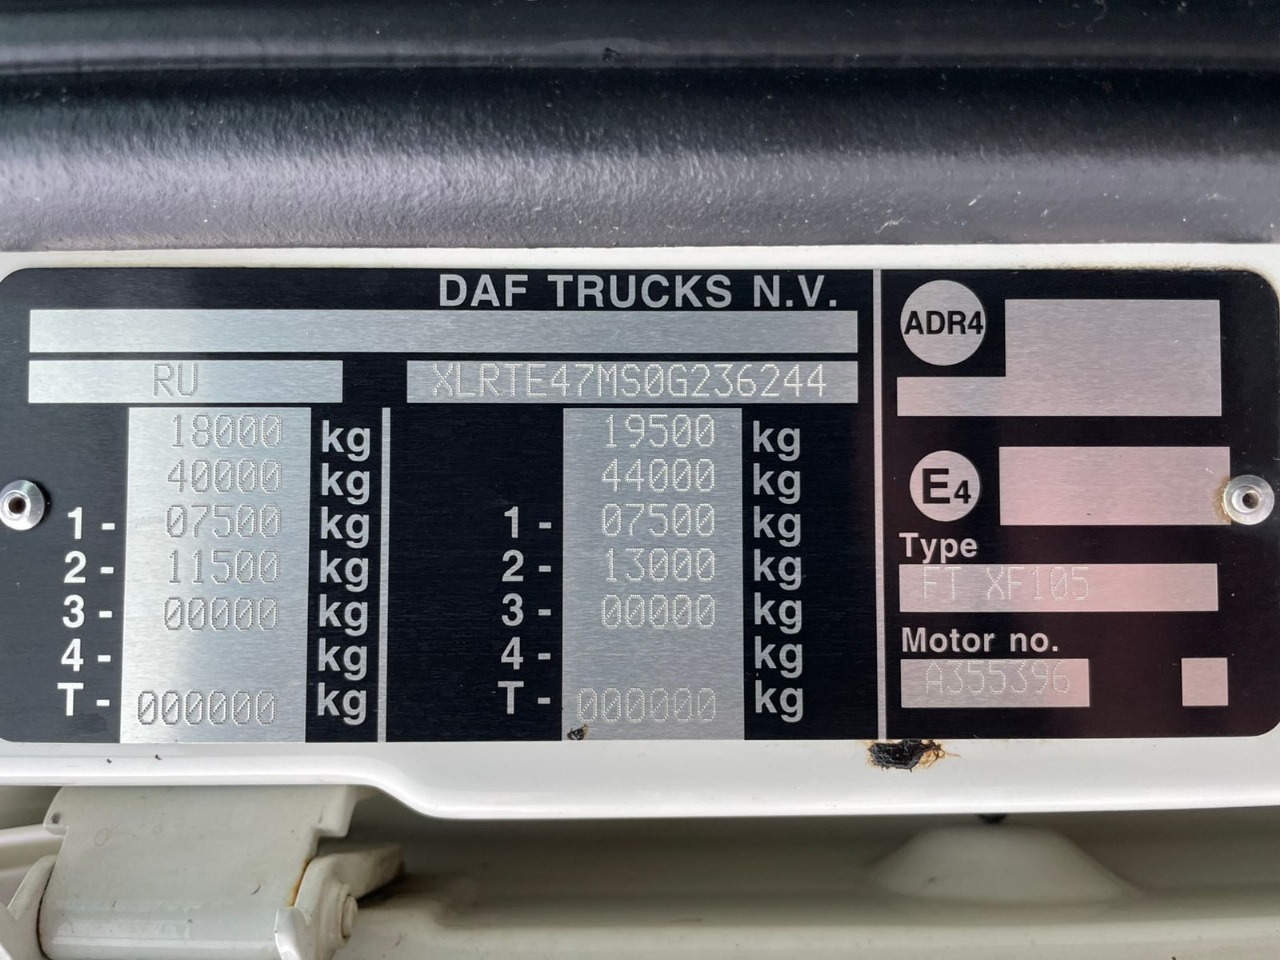 DAF TRUCKS N.V.
RU XLRTE47MS0G236244
18000 kg 19500 kg
40000 kg 44000 kg
1 - 07500 kg 1 - 07500 kg
2 - 11500 kg 2 - 13000 kg
3 - 00000 kg 3 - 00000 kg
4 - kg 4 - kg
T - 000000 kg T - 000000 kg
ADR4
E4
Type
FT XF105
Motor no.
A355396